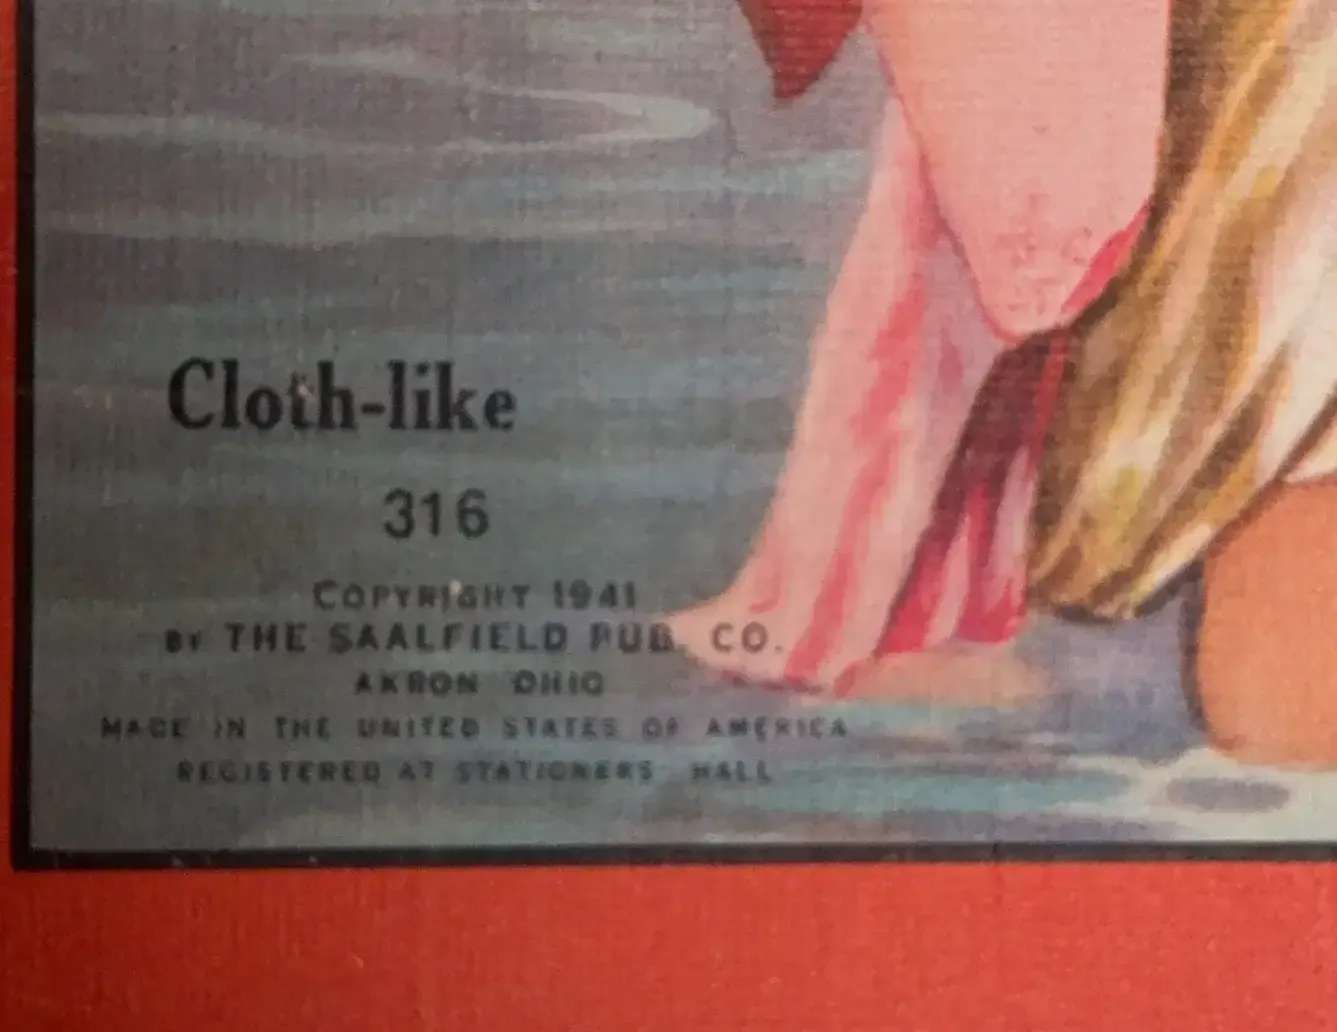 Cloth-like
316
COPYRIGHT 1941
BY THE SAALFIELD PUB. CO.
AKRON OHIO
MADE IN THE UNITED STATES OF AMERICA
REGISTERED AT STATIONERS HALL